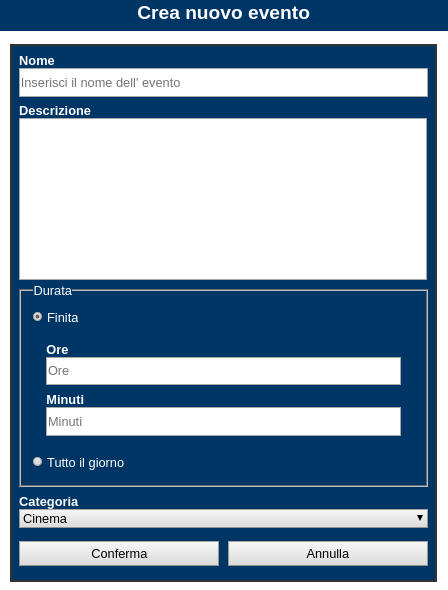 Crea nuovo evento
Nome
Inserisci il nome dell' evento
Descrizione
Durata
Finita
Ore
Ore
Minuti
Minuti
Tutto il giorno
Categoria
Cinema
Conferma Annulla